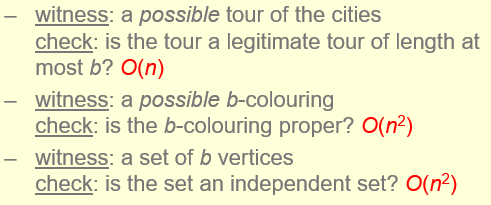 – witness: a possible tour of the cities
check: is the tour a legitimate tour of length at
most b? O(n)
– witness: a possible b-colouring
check: is the b-colouring proper? O(n²)
– witness: a set of b vertices
check: is the set an independent set? O(n²)